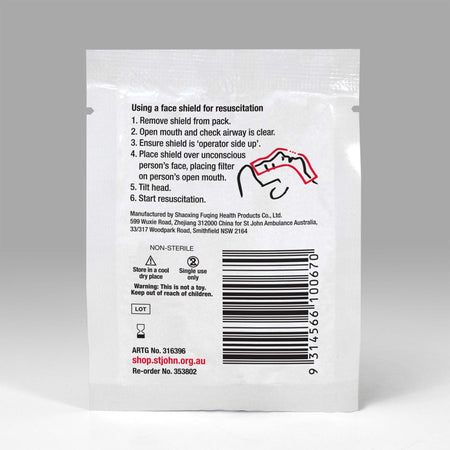 Using a face shield for resuscitation
1. Remove shield from pack.
2. Open mouth and check airway is clear.
3. Ensure shield is ‘operator side up’.
4. Place shield over unconscious
person's face, placing filter
on person's open mouth.
5. Tilt head.
6. Start resuscitation.
Manufactured by Shaoxing Fuqing Health Products Co., Ltd.
599 Wuxie Road, Zhejiang 312000 China for St John Ambulance Australia,
33/317 Woodpark Road, Smithfield NSW 2164
NON-STERILE
Store in a cool
dry place
Single use
only
Warning: This is not a toy.
Keep out of reach of children.
LOT
ARTG No. 316396
shop.stjohn.org.au
Re-order No. 353802
9 314566 100670